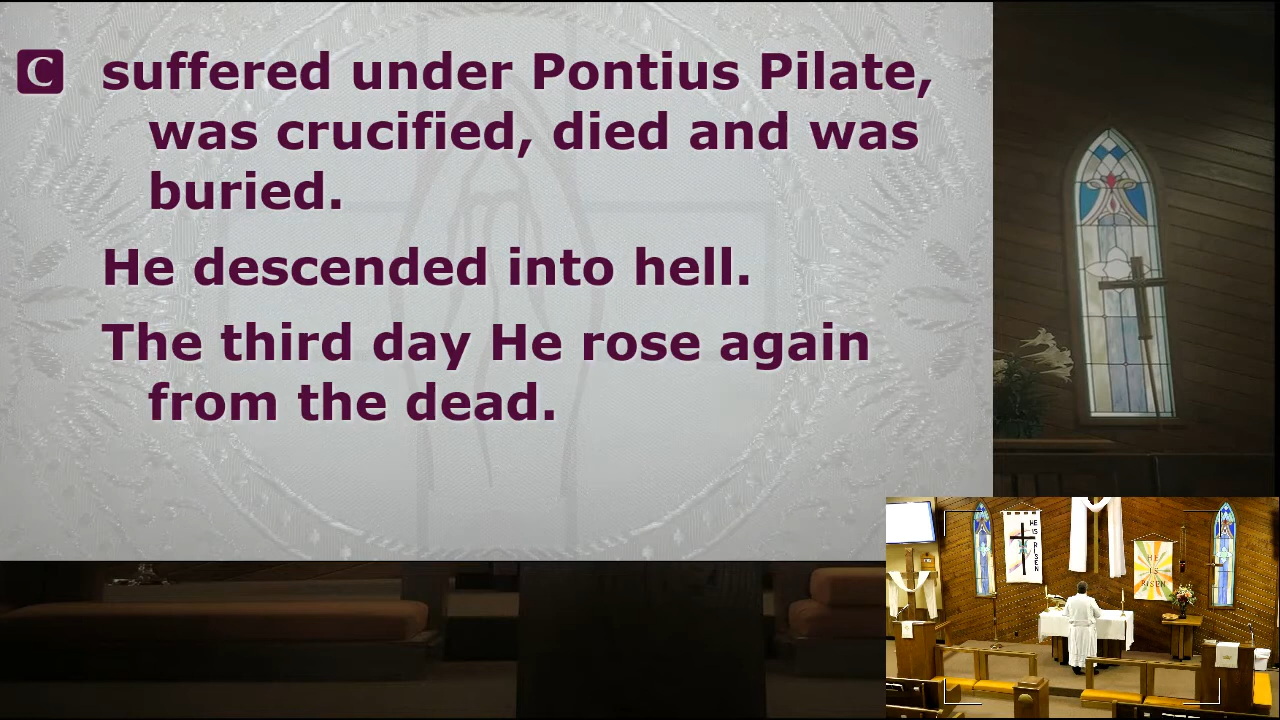 C suffered under Pontius Pilate,
was crucified, died and was
buried.
He descended into hell.
The third day He rose again
from the dead.
HE
IS
RISEN
HE
IS
RISEN